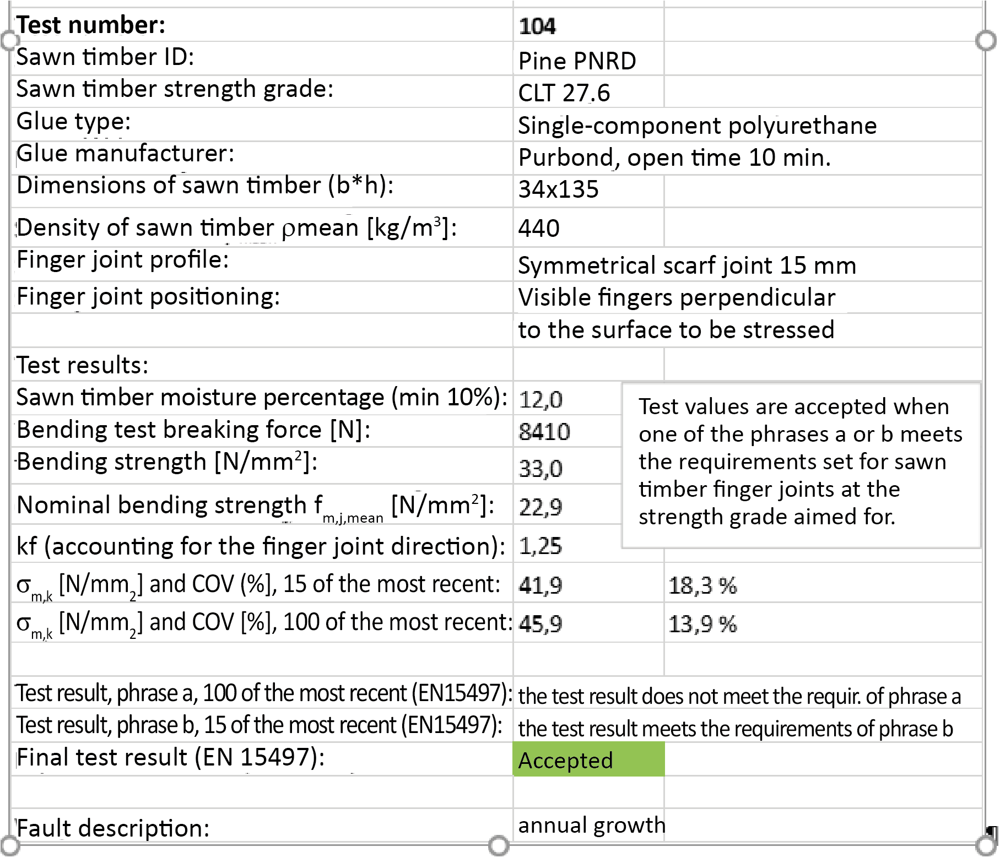 Test number: 104
Sawn timber ID: Pine PNRD
Sawn timber strength grade: CLT 27.6
Glue type: Single-component polyurethane
Glue manufacturer: Purbond, open time 10 min.
Dimensions of sawn timber (b*h): 34x135
Density of sawn timber ρmean [kg/m³]: 440
Finger joint profile: Symmetrical scarf joint 15 mm
Finger joint positioning: Visible fingers perpendicular
to the surface to be stressed
Test results:
Sawn timber moisture percentage (min 10%): 12,0
Bending test breaking force [N]: 8410
Bending strength [N/mm²]: 33,0
Nominal bending strength f m,j,mean [N/mm²]: 22,9
kf (accounting for the finger joint direction): 1,25
Test values are accepted when
one of the phrases a or b meets
the requirements set for sawn
timber finger joints at the
strength grade aimed for.
σm,k [N/mm2] and COV (%], 15 of the most recent: 41,9 18,3 %
σm,k [N/mm2] and COV [%], 100 of the most recent: 45,9 13,9 %
Test result, phrase a, 100 of the most recent (EN15497): the test result does not meet the requir. of phrase a
Test result, phrase b, 15 of the most recent (EN15497): the test result meets the requirements of phrase b
Final test result (EN 15497): Accepted
Fault description: annual growth
¶